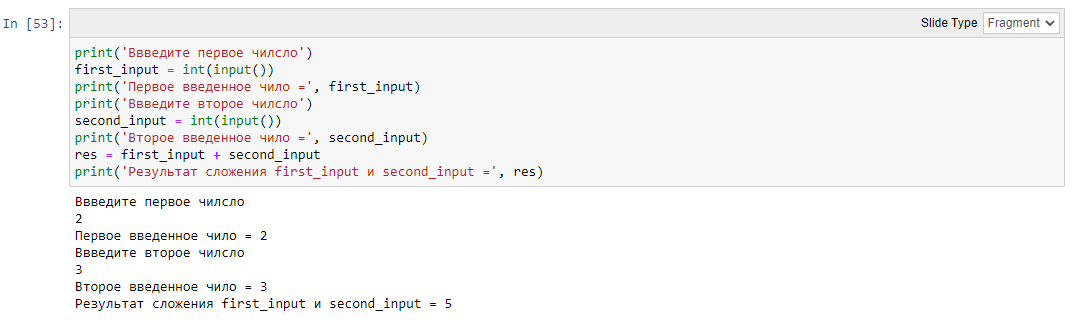 In [53]:
Slide Type Fragment
print('Ввведите первое чилсло')
first_input = int(input())
print('Первое введенное чило =', first_input)
print('Ввведите второе чилсло')
second_input = int(input())
print('Второе введенное чило =', second_input)
res = first_input + second_input
print('Результат сложения first_input и second_input =', res)
Ввведите первое чилсло
2
Первое введенное чило = 2
Ввведите второе чилсло
3
Второе введенное чило = 3
Результат сложения first_input и second_input = 5